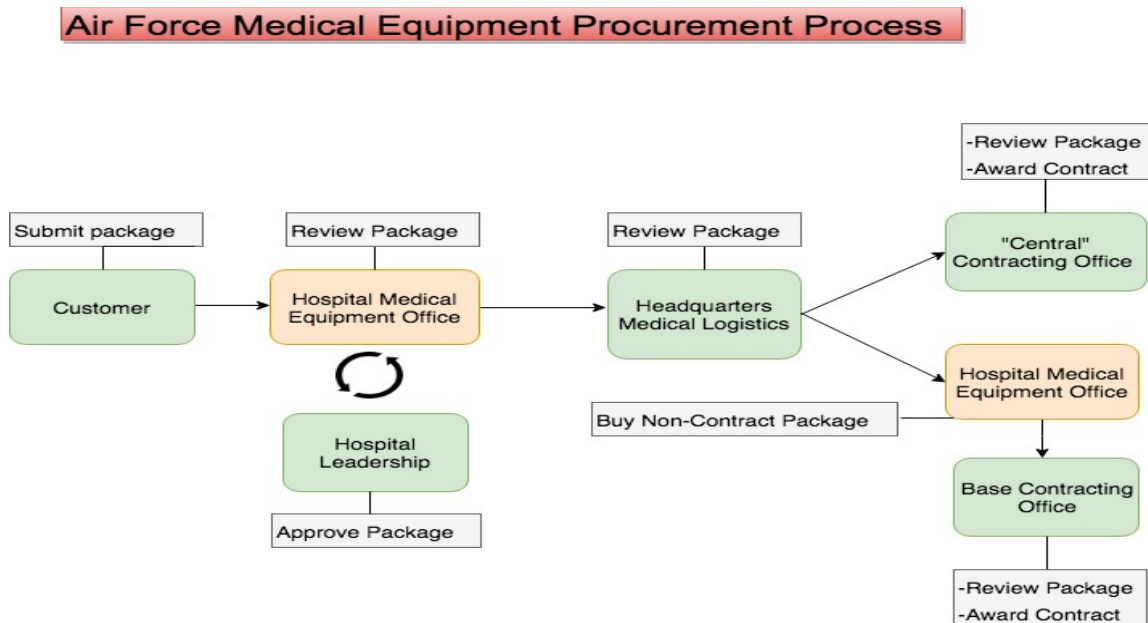 Air Force Medical Equipment Procurement Process
-Review Package
-Award Contract
Submit package
Review Package
Review Package
Customer
Hospital Medical
Equipment Office
Headquarters
Medical Logistics
"Central"
Contracting Office
Hospital Medical
Equipment Office
Buy Non-Contract Package
Hospital
Leadership
Base Contracting
Office
Approve Package
-Review Package
-Award Contract